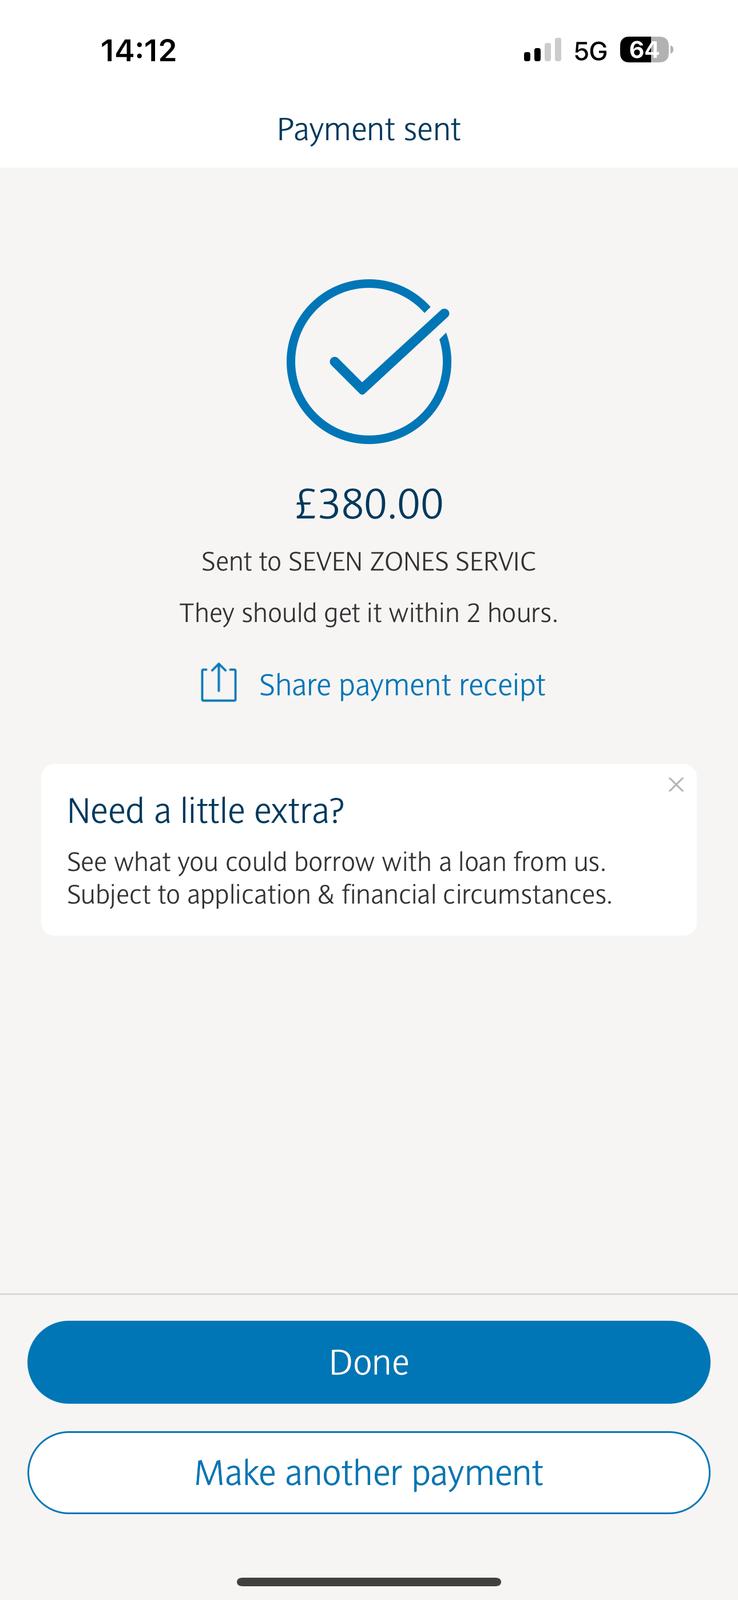 14:12
5G
64
Payment sent
£380.00
Sent to SEVEN ZONES SERVIC
They should get it within 2 hours.
Share payment receipt
Need a little extra?
See what you could borrow with a loan from us.
Subject to application & financial circumstances.
Done
Make another payment